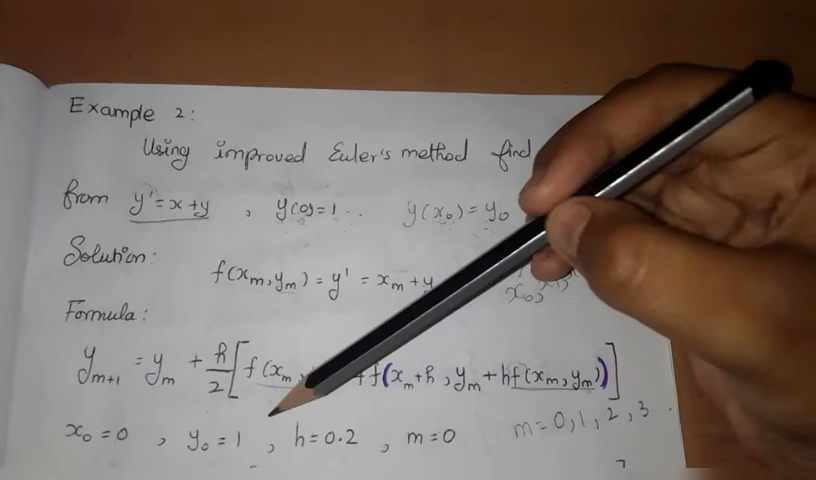 Example 2:
Using improved Euler's method find
from y' = x + y , y(0) = 1 .. y(x₀) = y₀
Solution:
f(xₘ, yₘ) = y' = xₘ + y
x₀,
Formula:
yₘ₊₁ = yₘ + h/2 [ f(xₘ, + f(xₘ + h, yₘ + hf(xₘ, yₘ)) ]
x₀ = 0 , y₀ = 1 , h = 0.2 , m = 0 m = 0, 1, 2, 3 .